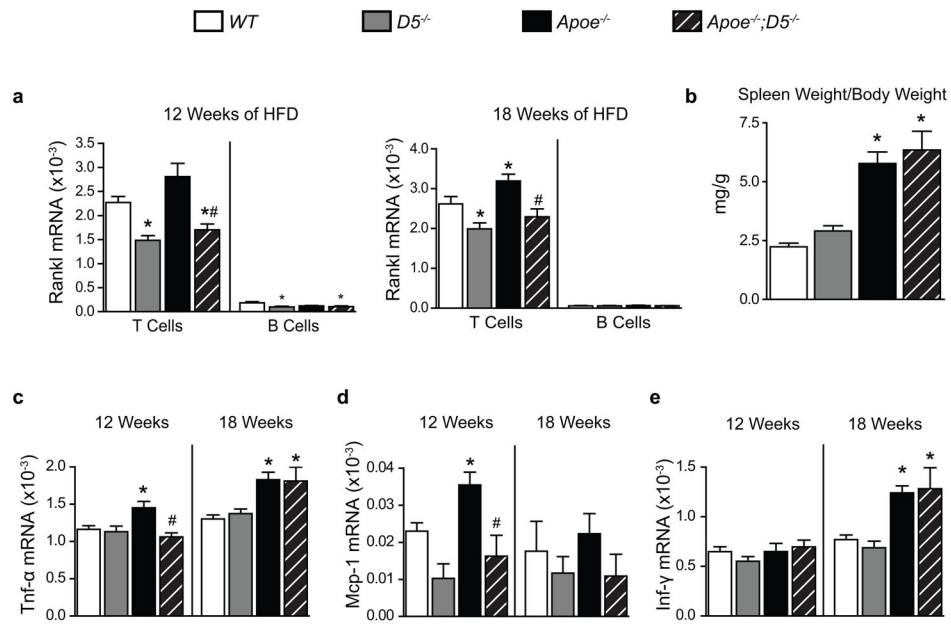 WT D5-/- Apoe-/- Apoe-/-;D5-/-
a
12 Weeks of HFD
Rankl mRNA (x10-3)
3.5
3.0
2.5
2.0
1.5
1.0
0.5
0.0
*
*#
*
*
T Cells B Cells
18 Weeks of HFD
Rankl mRNA (x10-3)
4.0
3.0
2.0
1.0
0.0
*
*
#
T Cells B Cells
b
Spleen Weight/Body Weight
mg/g
7.5
5.0
2.5
0.0
*
*
c
12 Weeks 18 Weeks
Tnf-α mRNA (x10-3)
2.0
1.5
1.0
0.5
0.0
*
#
*
*
d
12 Weeks 18 Weeks
Mcp-1 mRNA (x10-3)
0.04
0.03
0.02
0.01
0.00
*
#
e
12 Weeks 18 Weeks
Inf-γ mRNA (x10-3)
1.5
1.0
0.5
0.0
*
*